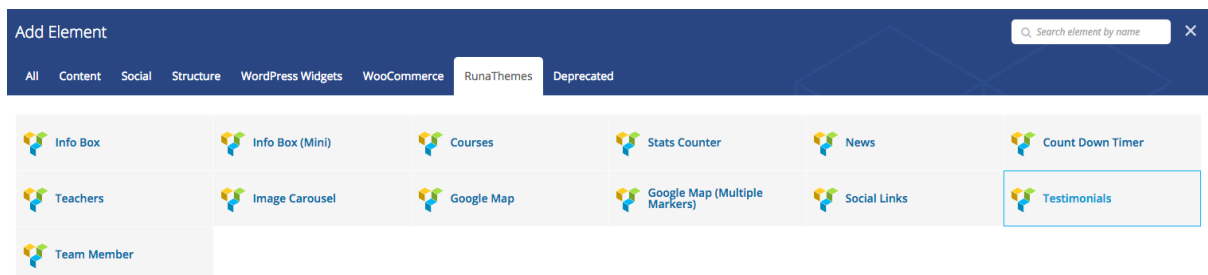 Add Element
Search element by name
All Content Social Structure WordPress Widgets WooCommerce RunaThemes Deprecated
Info Box Info Box (Mini) Courses Stats Counter News Count Down Timer
Teachers Image Carousel Google Map Google Map (Multiple Markers) Social Links Testimonials
Team Member